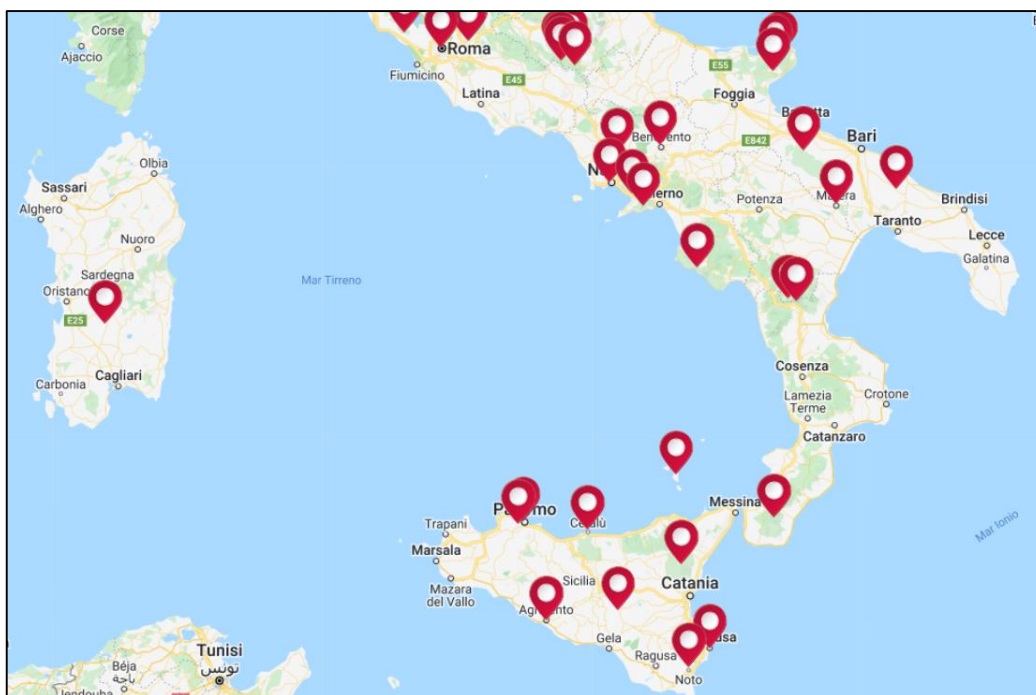 Corse
Ajaccio
Roma
Fiumicino
E45
Latina
E55
Foggia
Bari
E842
Potenza
Taranto
Brindisi
Lecce
Galatina
Olbia
Sassari
Alghero
Nuoro
Sardegna
Oristano
E25
Mar Tirreno
Carbonia
Cagliari
Cosenza
Lamezia
Terme
Crotone
Catanzaro
Messina
Mar Ionio
Trapani
Marsala
Mazara
del Vallo
Sicilia
Catania
Gela
Ragusa
Noto
Tunisi
تونس
Béja
باجة